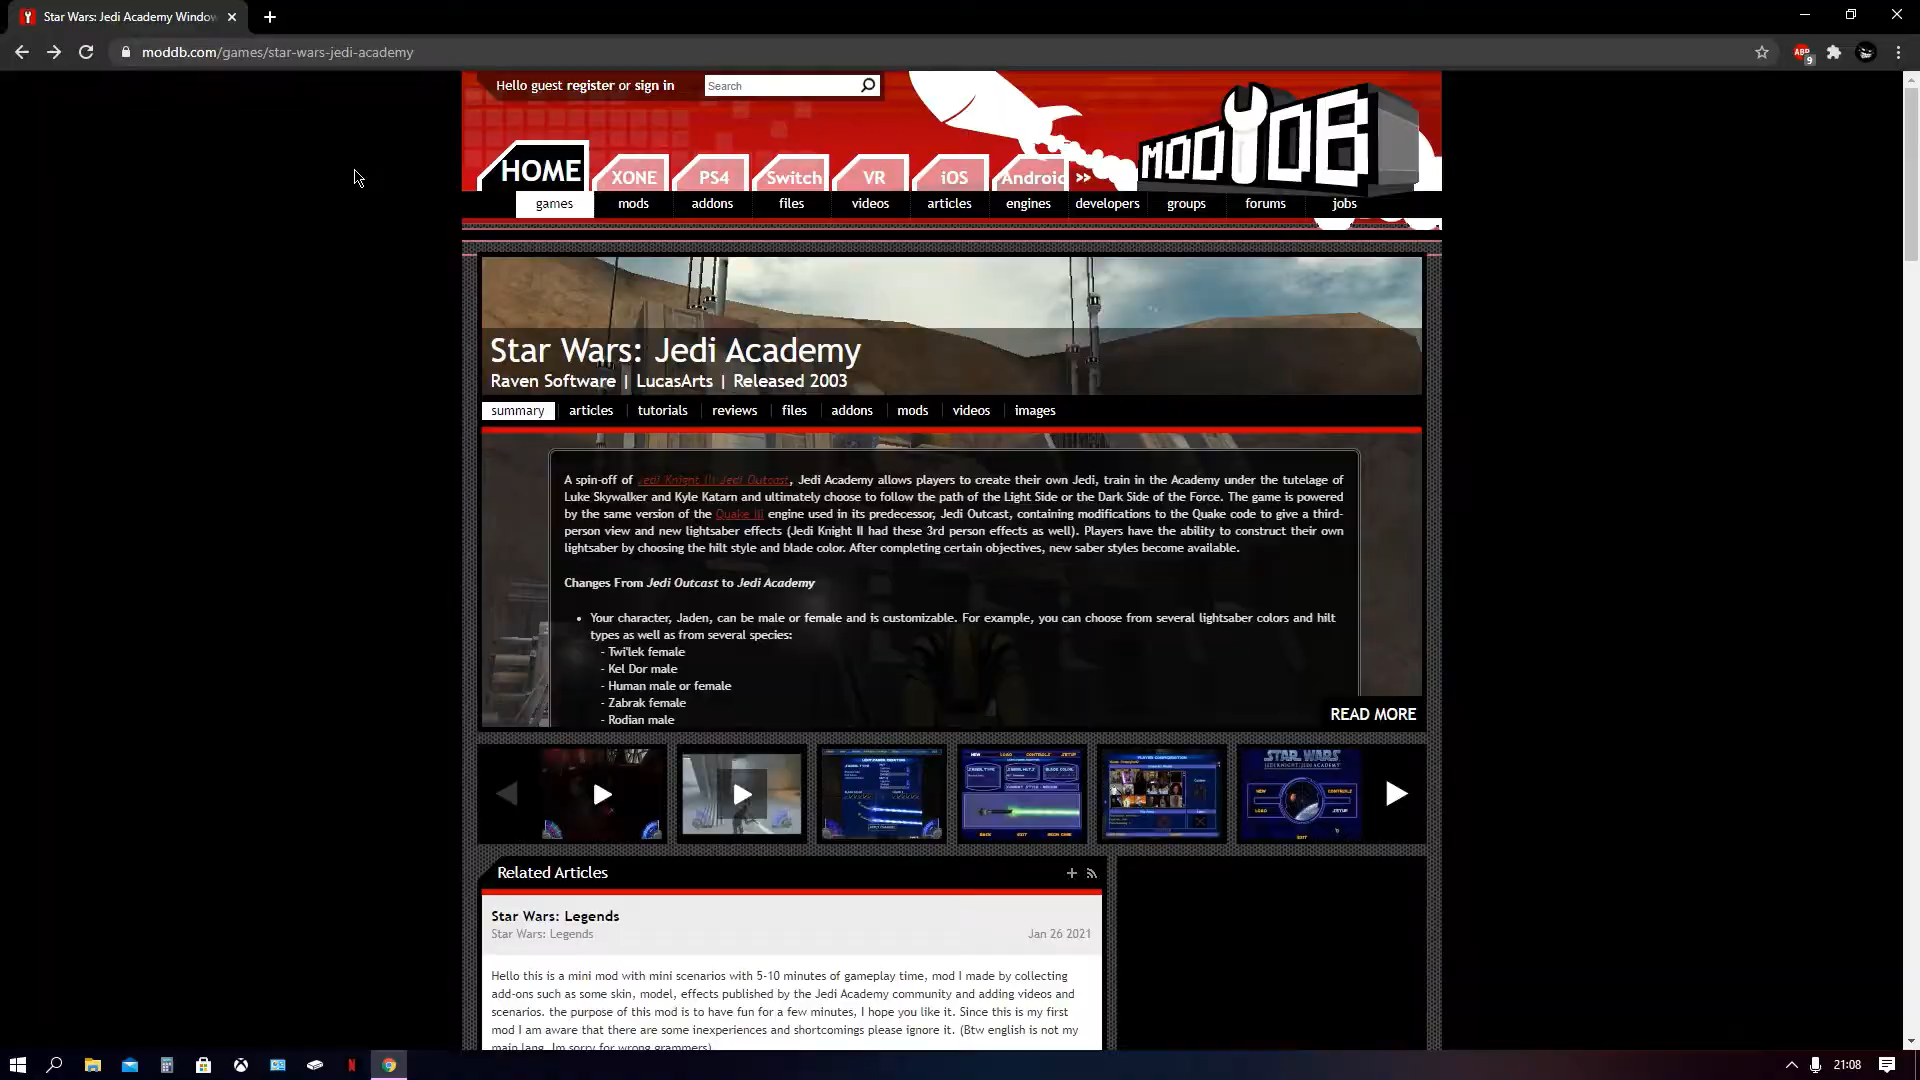 Star Wars: Jedi Academy Window
moddb.com/games/star-wars-jedi-academy
ABP
9
Hello guest register or sign in
Search
MODDB
HOME
XONE
PS4
Switch
VR
iOS
Android
>>
games
mods
addons
files
videos
articles
engines
developers
groups
forums
jobs
Star Wars: Jedi Academy
Raven Software | LucasArts | Released 2003
summary
articles
tutorials
reviews
files
addons
mods
videos
images
A spin-off of Jedi Knight II: Jedi Outcast, Jedi Academy allows players to create their own Jedi, train in the Academy under the tutelage of
Luke Skywalker and Kyle Katarn and ultimately choose to follow the path of the Light Side or the Dark Side of the Force. The game is powered
by the same version of the Quake III engine used in its predecessor, Jedi Outcast, containing modifications to the Quake code to give a third-
person view and new lightsaber effects (Jedi Knight II had these 3rd person effects as well). Players have the ability to construct their own
lightsaber by choosing the hilt style and blade color. After completing certain objectives, new saber styles become available.
Changes From Jedi Outcast to Jedi Academy
• Your character, Jaden, can be male or female and is customizable. For example, you can choose from several lightsaber colors and hilt
types as well as from several species:
- Twi'lek female
- Kel Dor male
- Human male or female
- Zabrak female
- Rodian male
READ MORE
STAR WARS
Related Articles
Star Wars: Legends
Star Wars: Legends
Jan 26 2021
Hello this is a mini mod with mini scenarios with 5-10 minutes of gameplay time, mod I made by collecting
add-ons such as some skin, model, effects published by the Jedi Academy community and adding videos and
scenarios. the purpose of this mod is to have fun for a few minutes, I hope you like it. Since this is my first
mod I am aware that there are some inexperiences and shortcomings please ignore it. (Btw english is not my
main lang. Im sorry for wrong grammers)
21:08